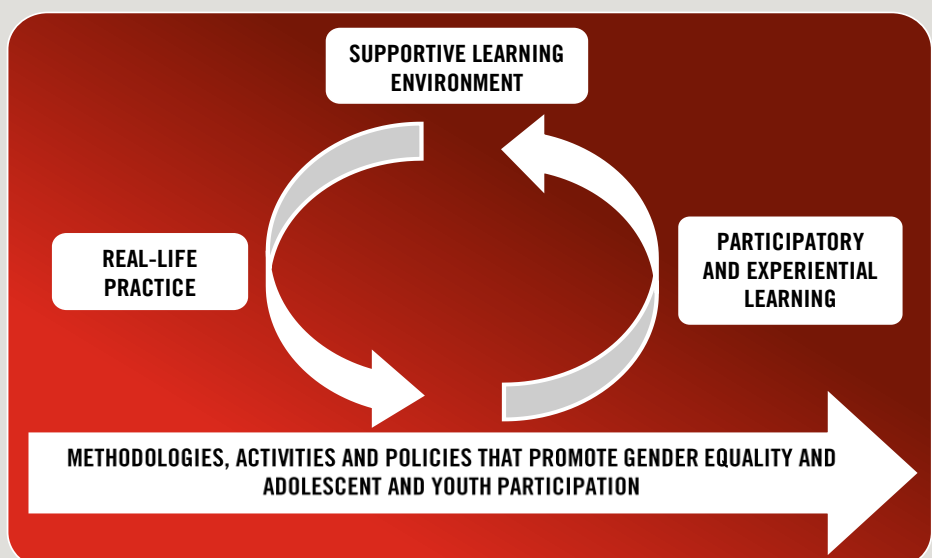 SUPPORTIVE LEARNING
ENVIRONMENT
REAL-LIFE
PRACTICE
PARTICIPATORY
AND EXPERIENTIAL
LEARNING
METHODOLOGIES, ACTIVITIES AND POLICIES THAT PROMOTE GENDER EQUALITY AND
ADOLESCENT AND YOUTH PARTICIPATION